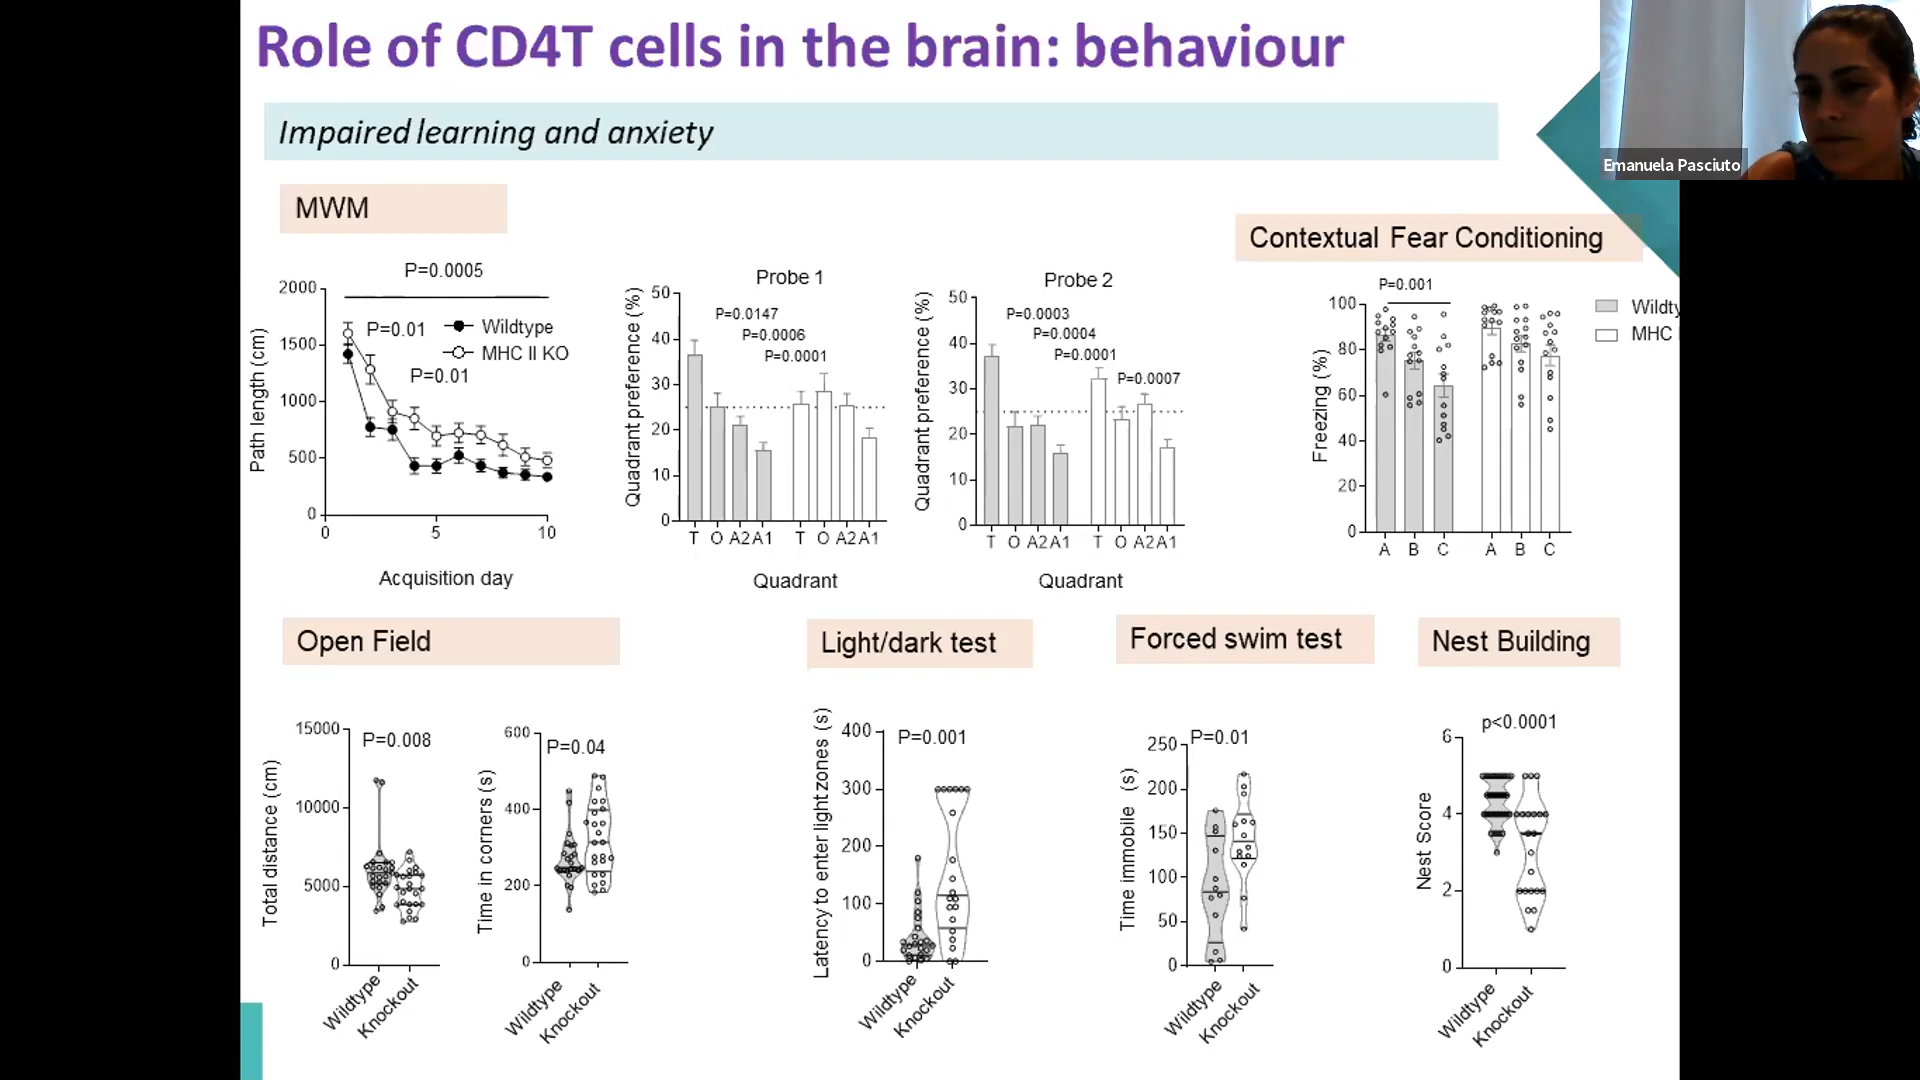 Role of CD4T cells in the brain: behaviour
Emanuela Pasciuto
Impaired learning and anxiety
MWM
P=0.0005
2000
1500
1000
500
0
Path length (cm)
P=0.01
P=0.01
Wildtype
MHC II KO
0 5 10
Acquisition day
Probe 1
50
40
30
20
10
0
Quadrant preference (%)
P=0.0147
P=0.0006
P=0.0001
T O A2 A1 T O A2 A1
Quadrant
Probe 2
50
40
30
20
10
0
Quadrant preference (%)
P=0.0003
P=0.0004
P=0.0001
P=0.0007
T O A2 A1 T O A2 A1
Quadrant
Contextual Fear Conditioning
P=0.001
100
80
60
40
20
0
Freezing (%)
A B C A B C
Wildty
MHC
Open Field
15000
10000
5000
0
Total distance (cm)
P=0.008
Wildtype
Knockout
600
400
200
0
Time in corners (s)
P=0.04
Wildtype
Knockout
Light/dark test
400
300
200
100
0
Latency to enter light zones (s)
P=0.001
Wildtype
Knockout
Forced swim test
250
200
150
100
50
0
Time immobile (s)
P=0.01
Wildtype
Knockout
Nest Building
6
4
2
0
Nest Score
p<0.0001
Wildtype
Knockout